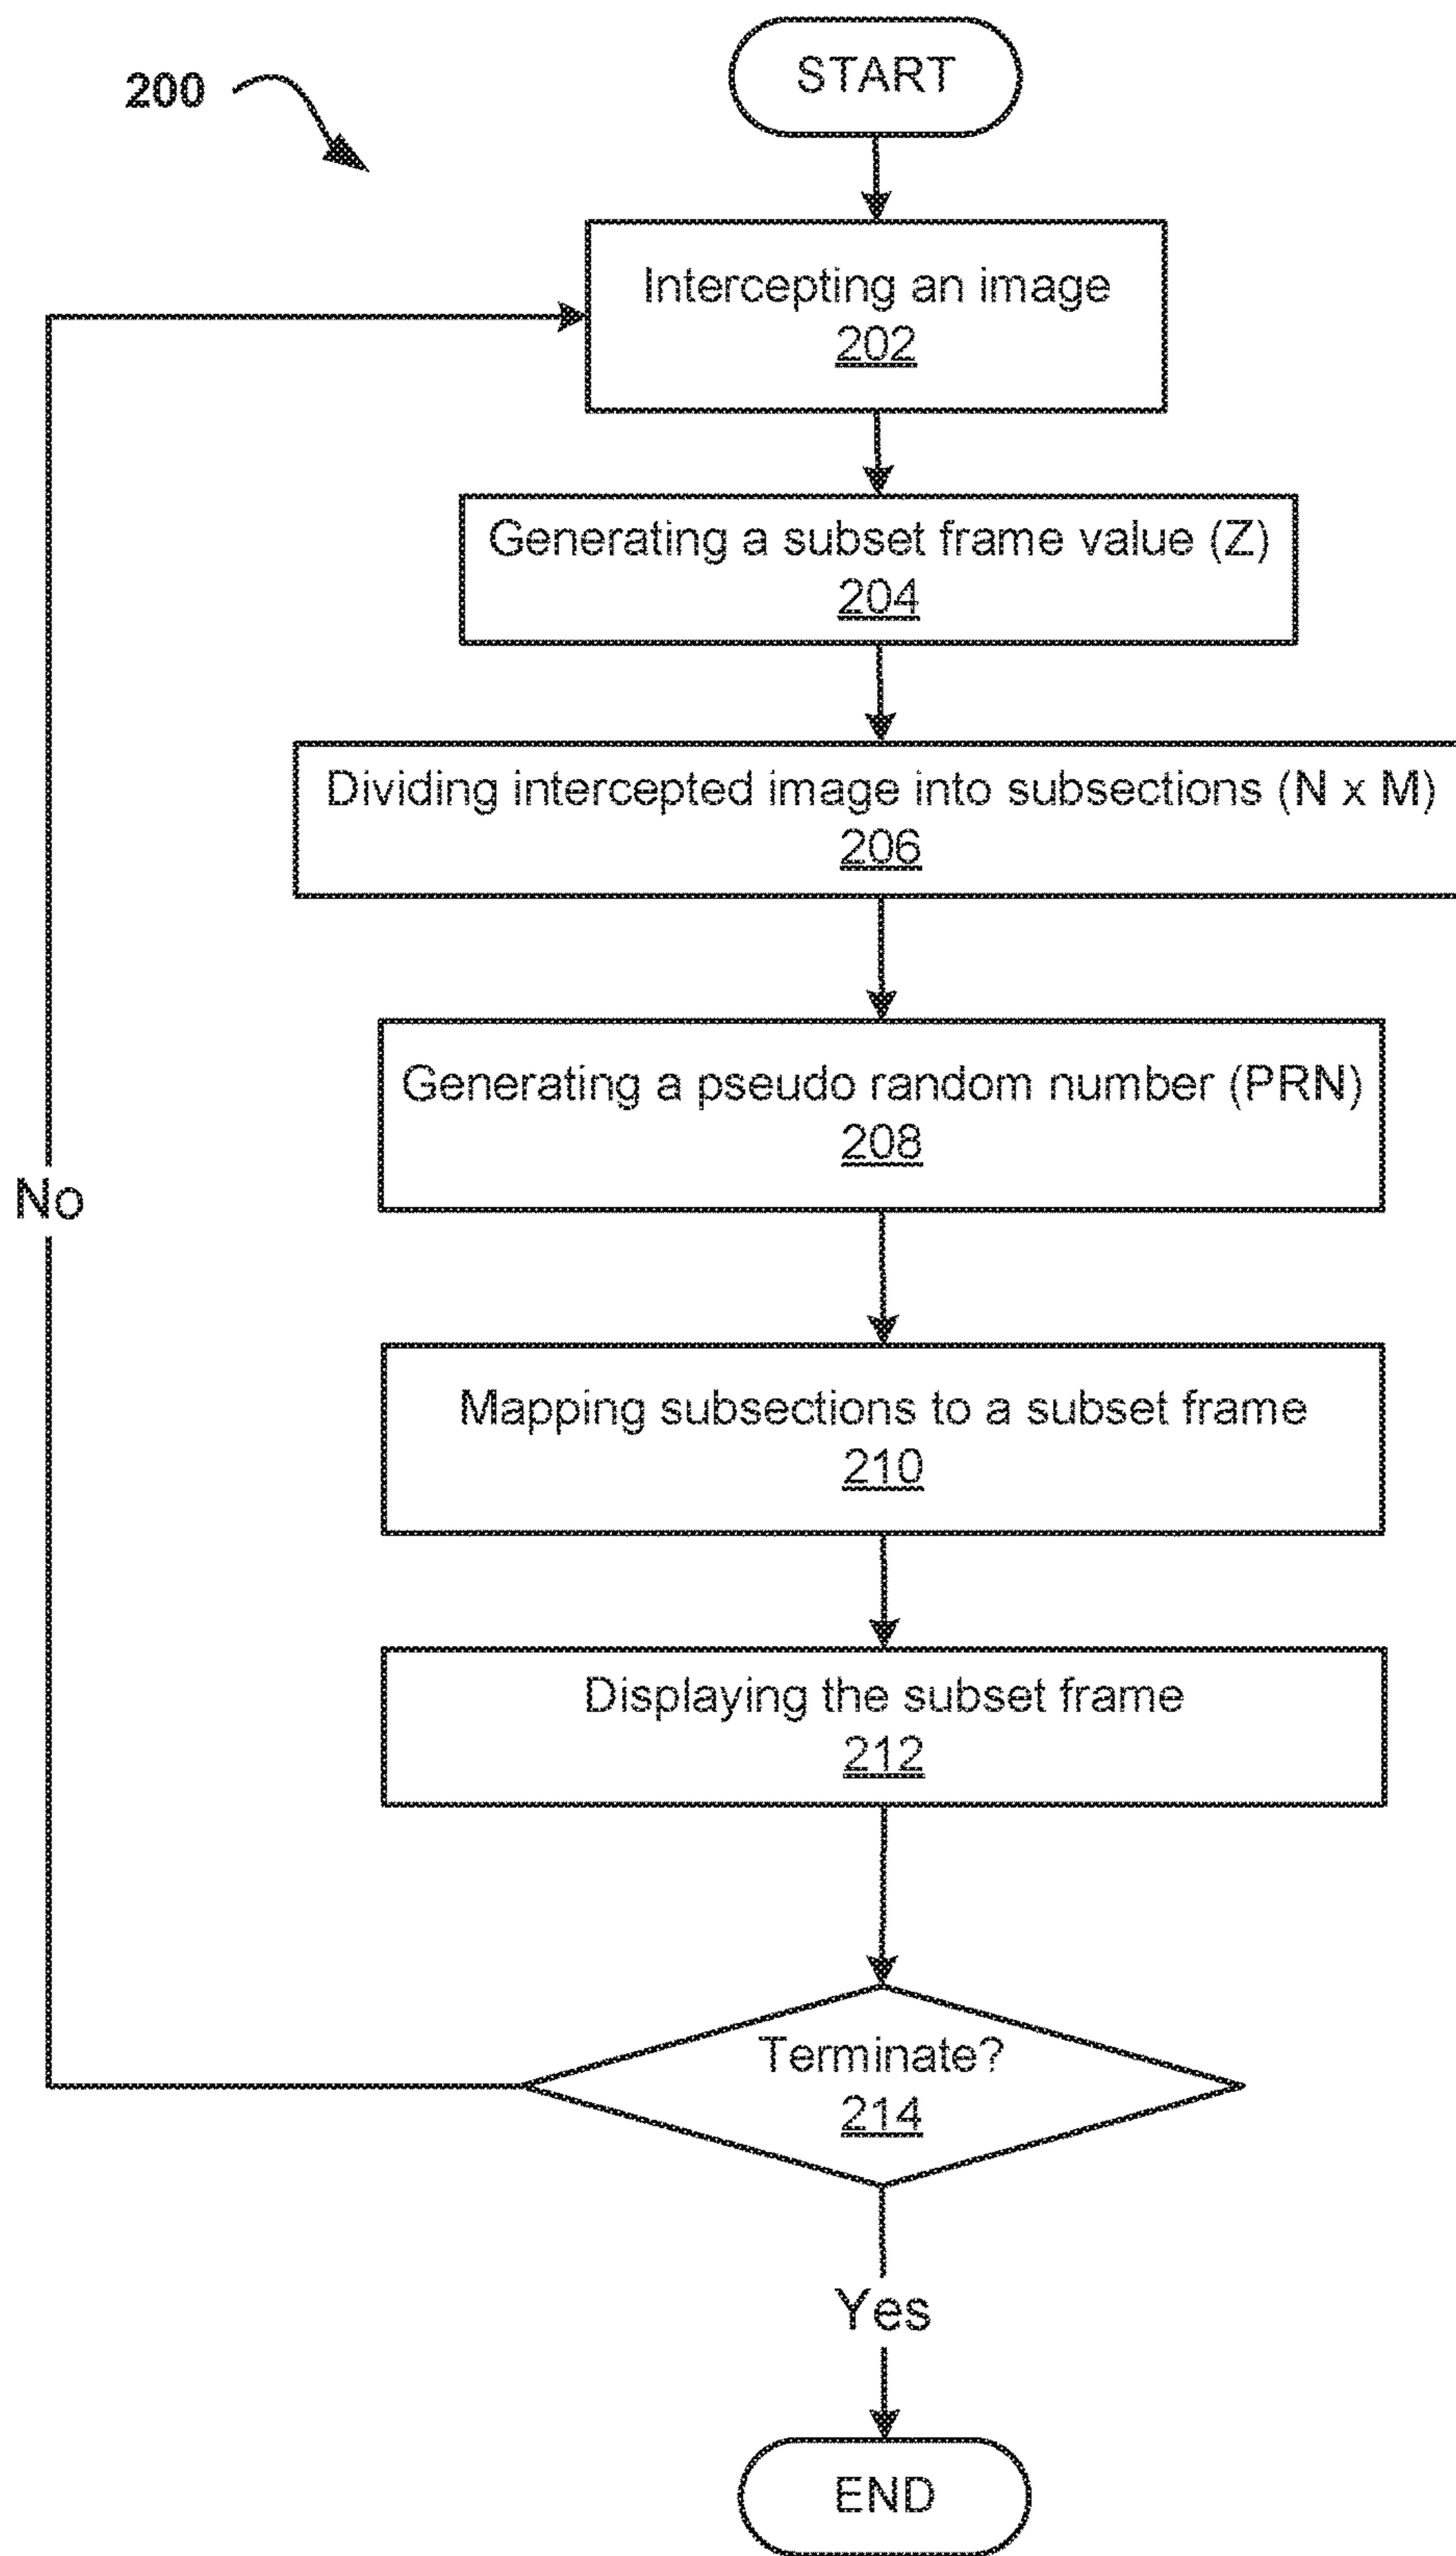 START
200
Intercepting an image
202
Generating a subset frame value (Z)
204
Dividing intercepted image into subsections (N x M)
206
Generating a pseudo random number (PRN)
208
No
Mapping subsections to a subset frame
210
Displaying the subset frame
212
Terminate?
214
Yes
END